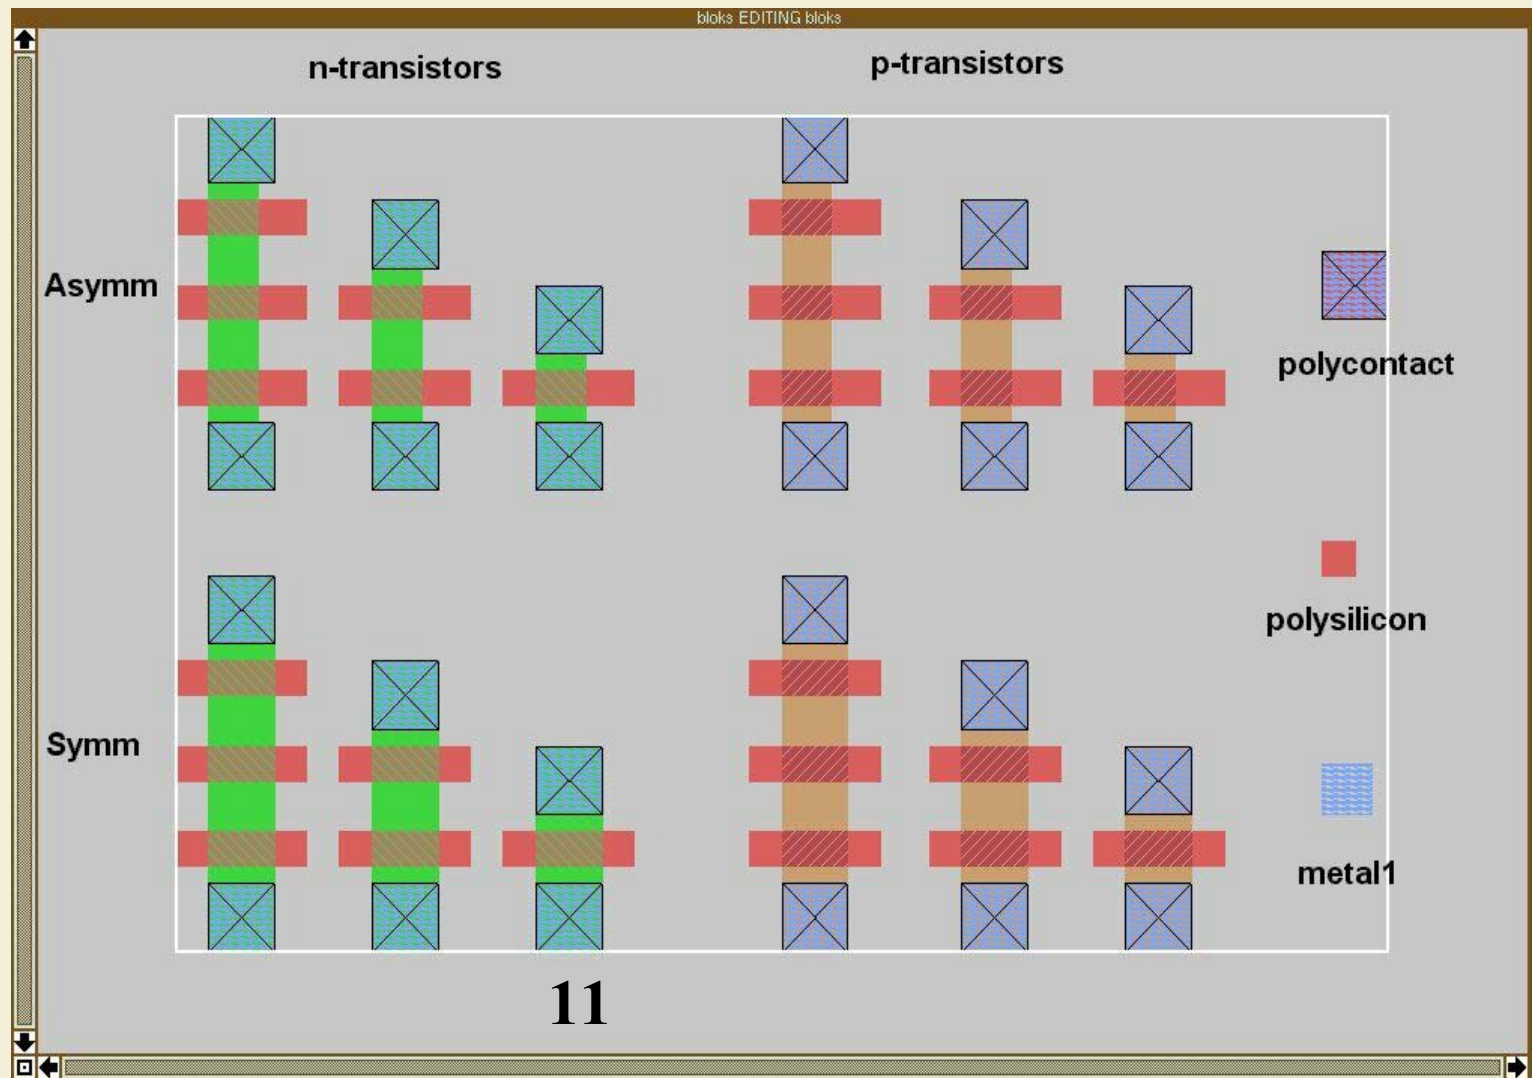 bloks EDITING bloks
n-transistors
p-transistors
Asymm
polycontact
polysilicon
Symm
metal1
11